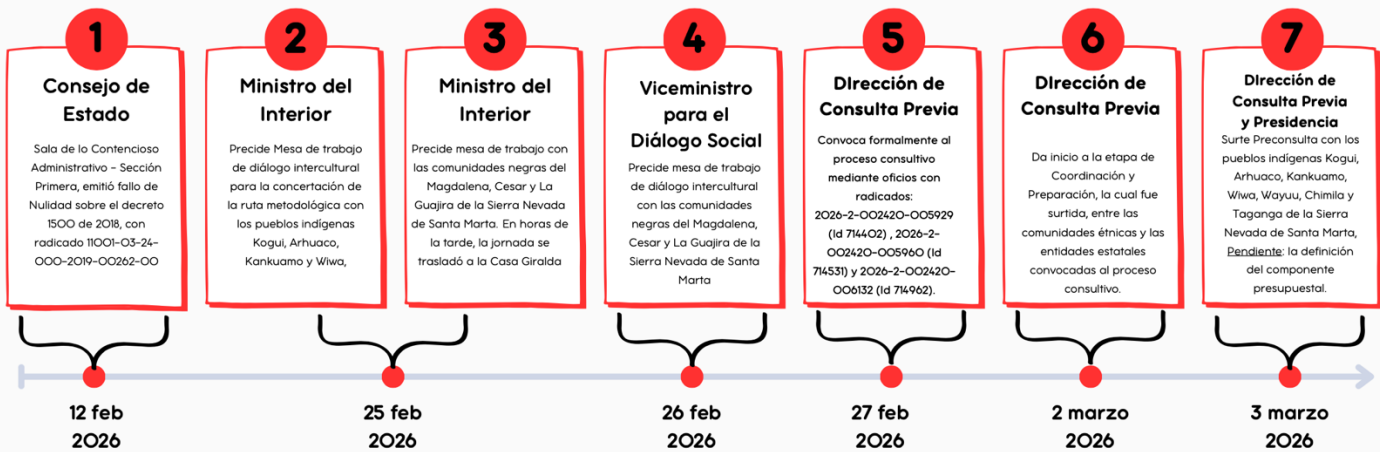 1
Consejo de
Estado
Sala de lo Contencioso
Administrativo - Sección
Primera, emitió fallo de
Nulidad sobre el decreto
1500 de 2018, con
radicado 11001-03-24-
000-2019-00262-00
2
Ministro del
Interior
Precide Mesa de trabajo
de diálogo intercultural
para la concertación de
la ruta metodológica con
los pueblos indígenas
Kogui, Arhuaco,
Kankuamo y Wiwa,
3
Ministro del
Interior
Precide mesa de trabajo con
las comunidades negras del
Magdalena, Cesar y La
Guajira de la Sierra Nevada
de Santa Marta. En horas de
la tarde, la jornada se
trasladó a la Casa Giralda
4
Viceministro
para el
Diálogo Social
Precide mesa de trabajo
de diálogo intercultural
con las comunidades
negras del Magdalena,
Cesar y La Guajira de la
Sierra Nevada de Santa
Marta
5
DIrección de
Consulta Previa
Convoca formalmente al
proceso consultivo
mediante oficios con
radicados:
2026-2-002420-005929
(Id 714402) , 2026-2-
002420-005960 (Id
714531) y 2026-2-002420-
006132 (Id 714962).
6
DIrección de
Consulta Previa
Da inicio a la etapa de
Coordinación y
Preparación, la cual fue
surtida, entre las
comunidades étnicas y las
entidades estatales
convocadas al proceso
consultivo.
7
DIrección de
Consulta Previa
y Presidencia
Surte Preconsulta con los
pueblos indígenas Kogui,
Arhuaco, Kankuamo,
Wiwa, Wayuu, Chimila y
Taganga de la Sierra
Nevada de Santa Marta,
Pendiente: la definición
del componente
presupuestal.
12 feb
2026
25 feb
2026
26 feb
2026
27 feb
2026
2 marzo
2026
3 marzo
2026